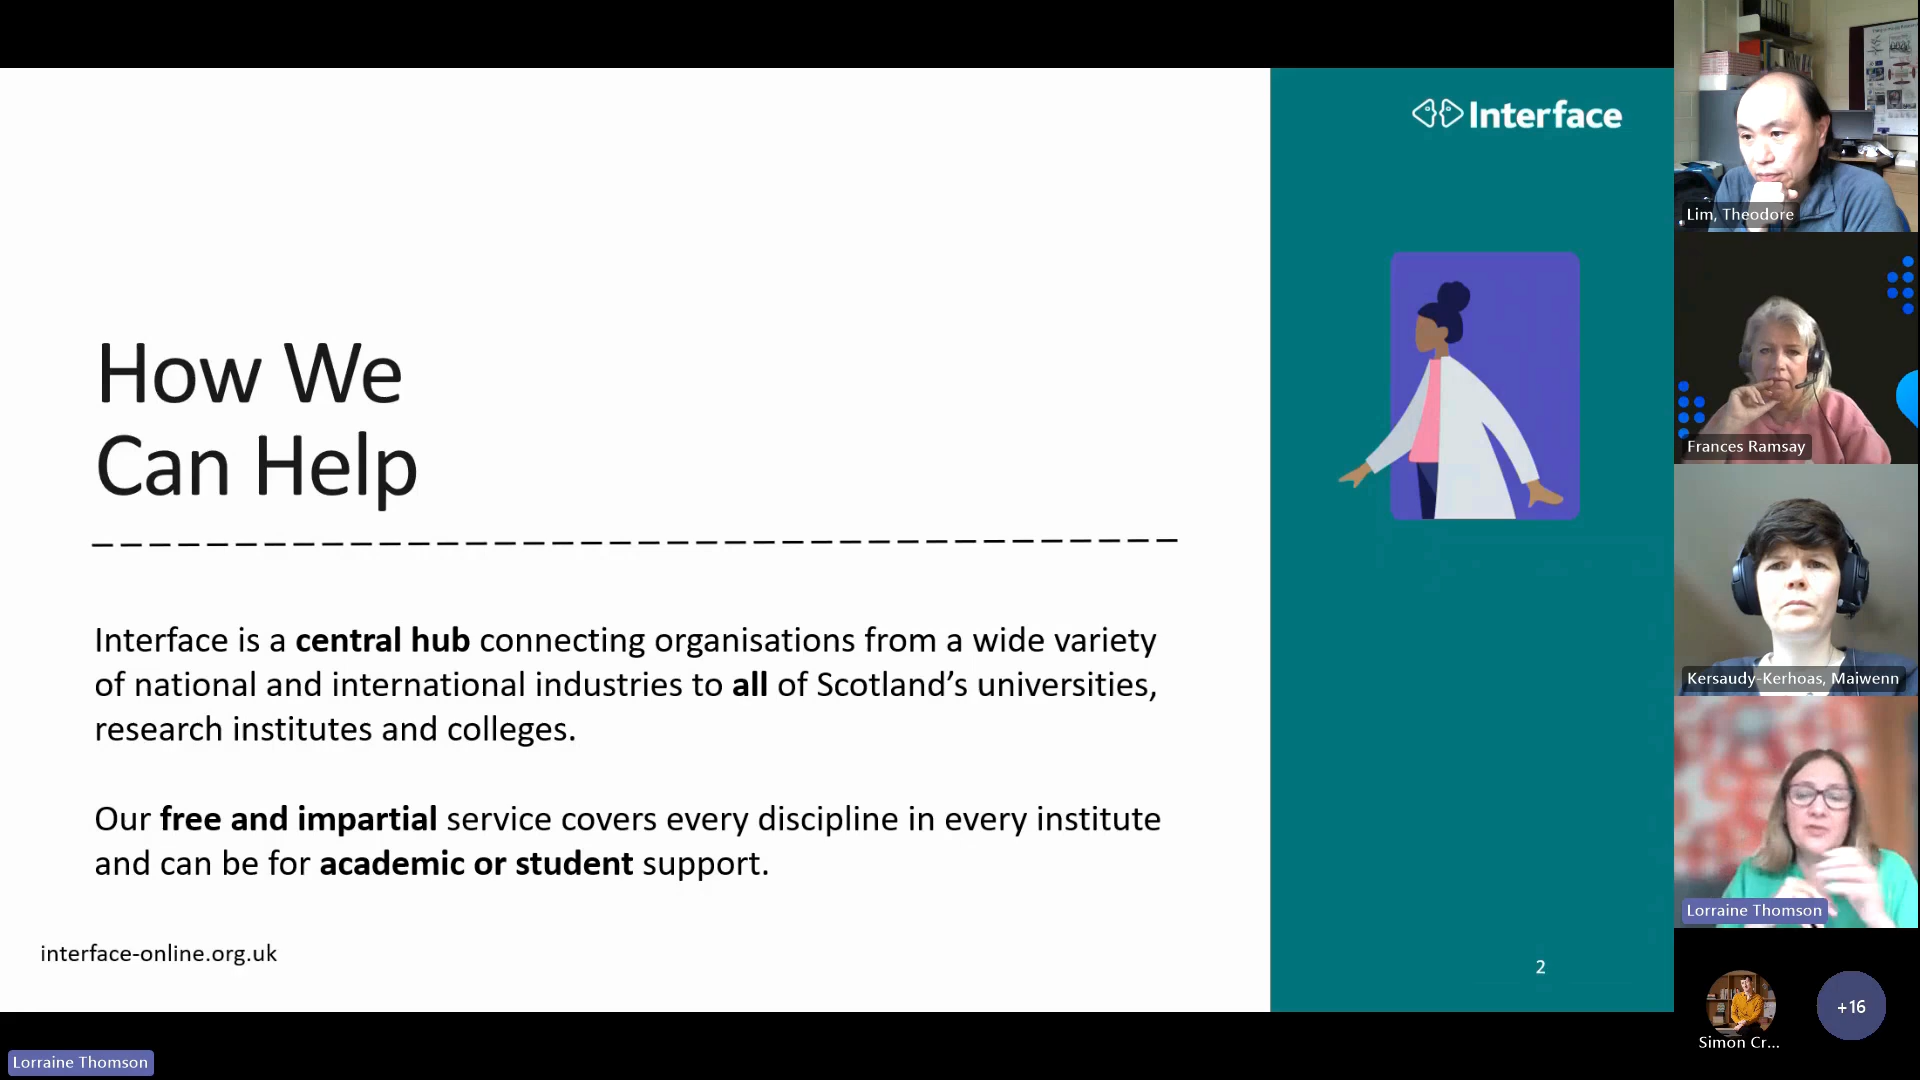 Interface
How We
Can Help
Interface is a central hub connecting organisations from a wide variety
of national and international industries to all of Scotland’s universities,
research institutes and colleges.
Our free and impartial service covers every discipline in every institute
and can be for academic or student support.
interface-online.org.uk
2
Lim, Theodore
Frances Ramsay
Kersaudy-Kerhoas, Maiwenn
Lorraine Thomson
Simon Cr...
+16
Lorraine Thomson